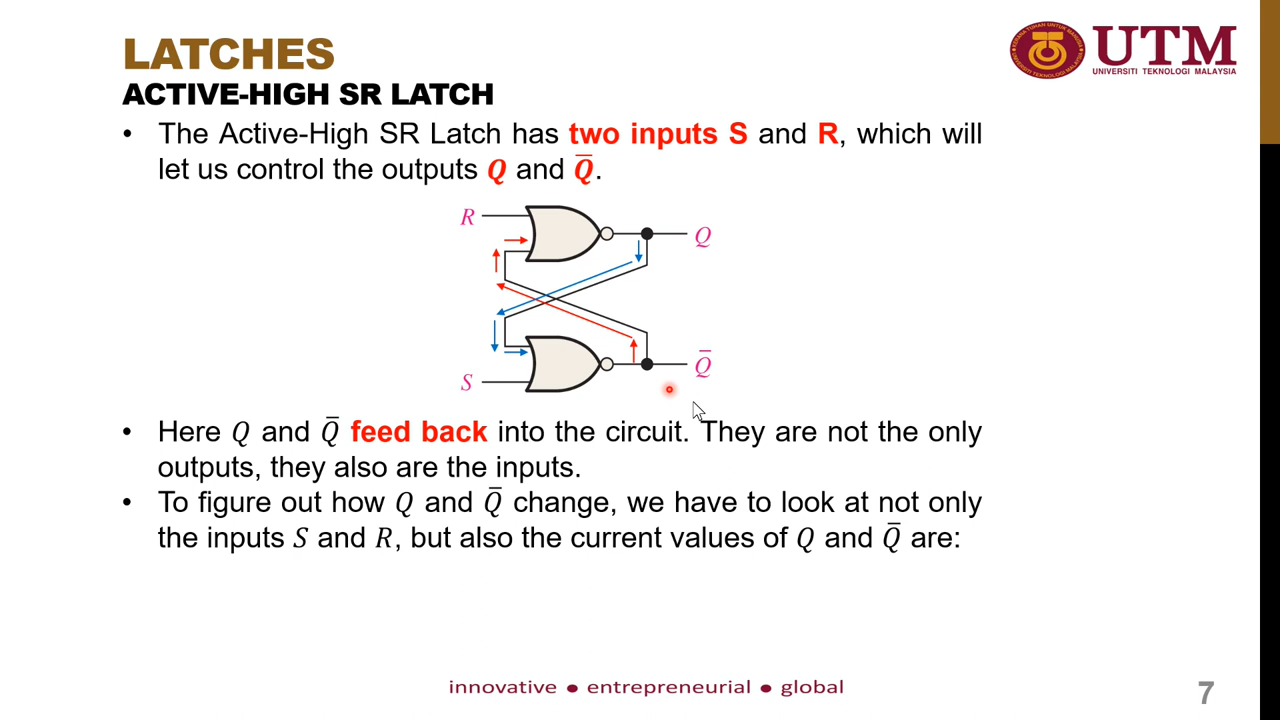 LATCHES
UTM
UNIVERSITI TEKNOLOGI MALAYSIA
ACTIVE-HIGH SR LATCH
• The Active-High SR Latch has two inputs S and R, which will
let us control the outputs Q and Q̅.
R
Q
S
Q̅
• Here Q and Q̅ feed back into the circuit. They are not the only
outputs, they also are the inputs.
• To figure out how Q and Q̅ change, we have to look at not only
the inputs S and R, but also the current values of Q and Q̅ are:
innovative ● entrepreneurial ● global
7